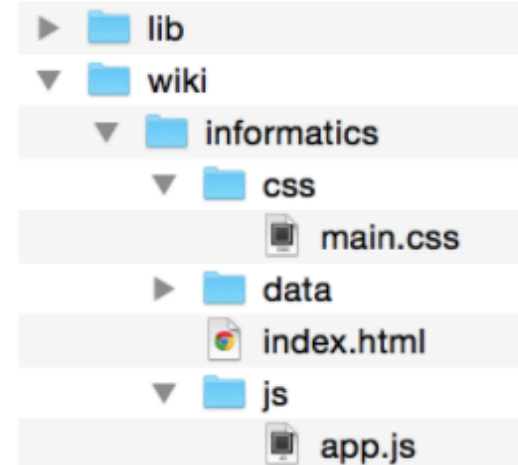 lib
wiki
informatics
css
main.css
data
index.html
js
app.js